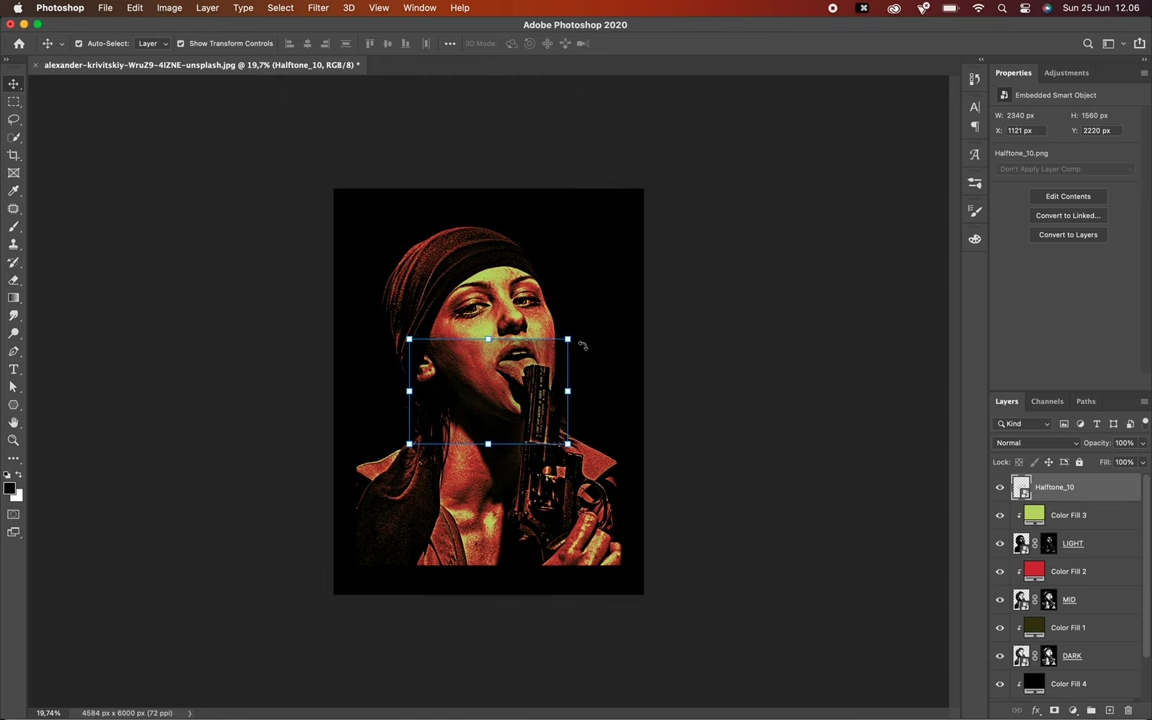 Photoshop File Edit Image Layer Type Select Filter 3D View Window Help Sun 25 Jun 12.06
Adobe Photoshop 2020
Auto-Select: Layer Show Transform Controls 3D Mode:
alexander-krivitskiy-WruZ9-4IZNE-unsplash.jpg @ 19,7% (Halftone_10, RGB/8) *
Properties Adjustments
Embedded Smart Object
W: 2340 px H: 1560 px
X: 1121 px Y: 2220 px
Halftone_10.png
Don't Apply Layer Comp
Edit Contents
Convert to Linked...
Convert to Layers
Layers Channels Paths
Kind
Normal Opacity: 100%
Lock: Fill: 100%
Halftone_10
Color Fill 3
LIGHT
Color Fill 2
MID
Color Fill 1
DARK
Color Fill 4
19,74% 4584 px x 6000 px (72 ppi)